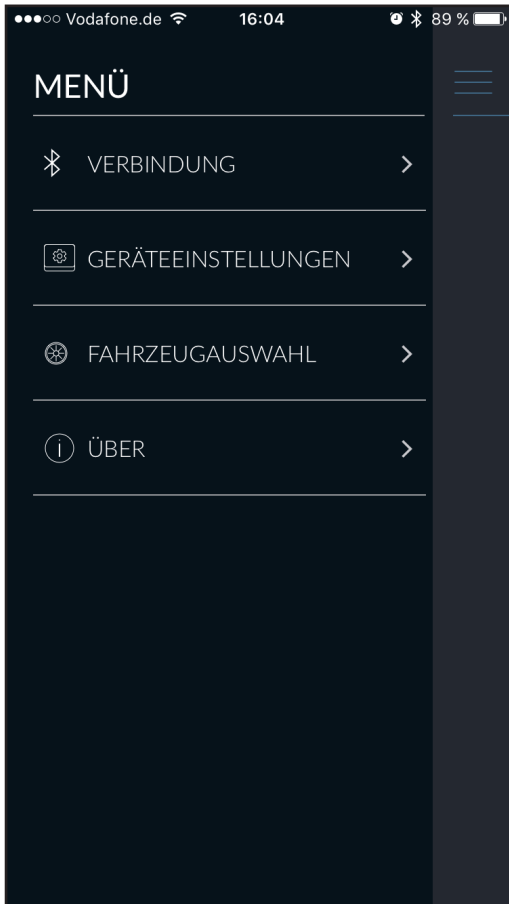 Vodafone.de 16:04 89 %
MENÜ
VERBINDUNG
GERÄTEEINSTELLUNGEN
FAHRZEUGAUSWAHL
ÜBER